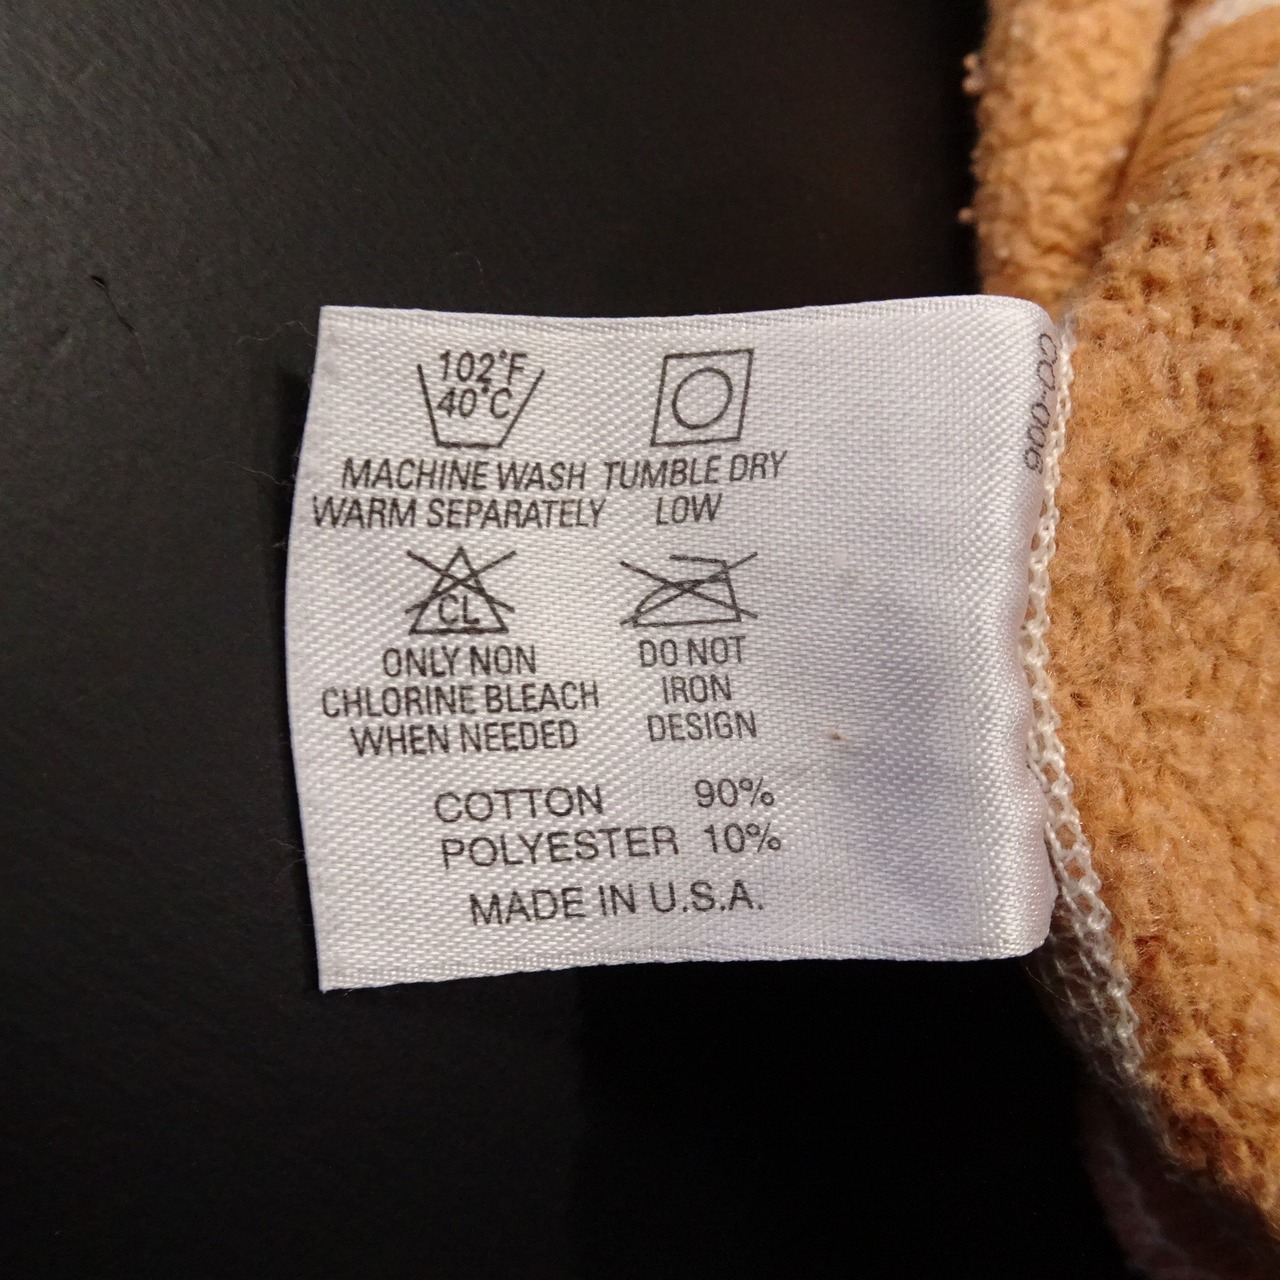 102°F
40°C
MACHINE WASH
WARM SEPARATELY
TUMBLE DRY
LOW
CL
ONLY NON
CHLORINE BLEACH
WHEN NEEDED
DO NOT
IRON
DESIGN
COTTON 90%
POLYESTER 10%
MADE IN U.S.A.